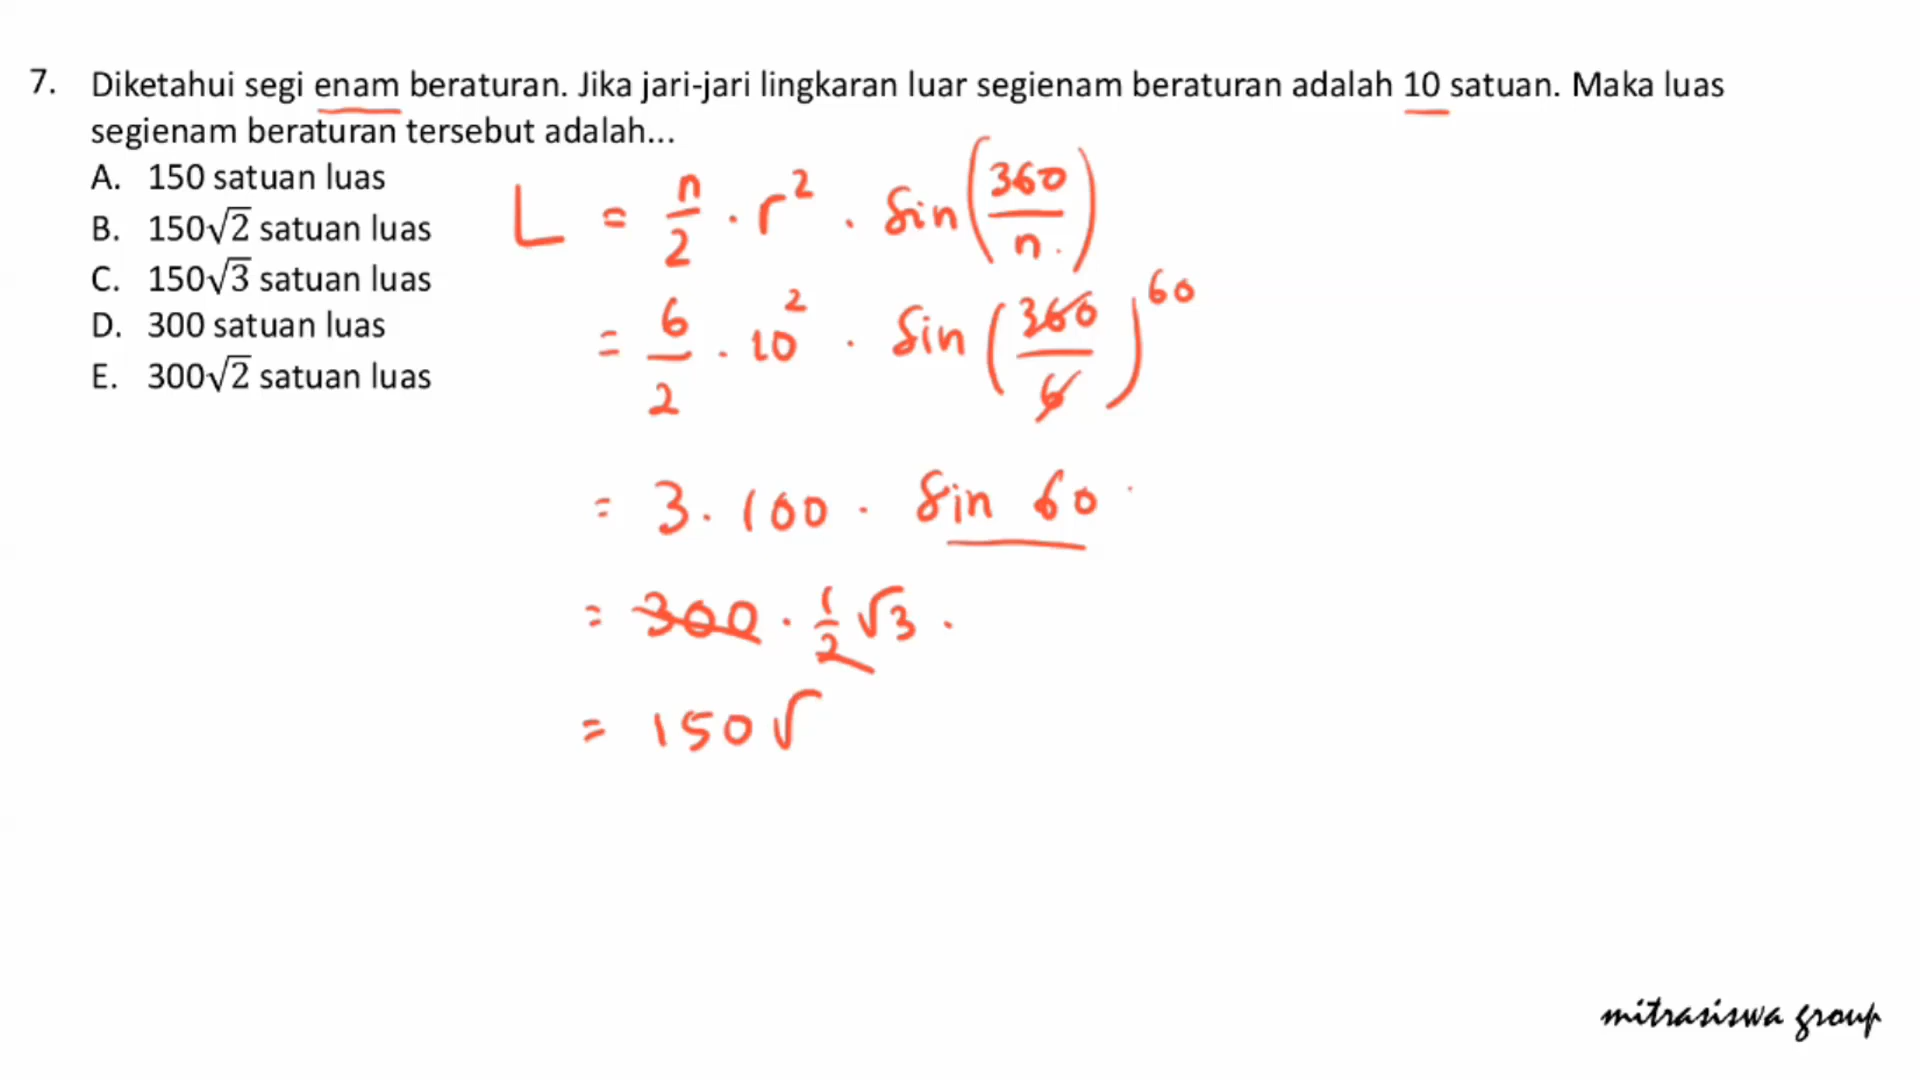 7. Diketahui segi enam beraturan. Jika jari-jari lingkaran luar segienam beraturan adalah 10 satuan. Maka luas
segienam beraturan tersebut adalah...
A. 150 satuan luas
B. 150√2 satuan luas
C. 150√3 satuan luas
D. 300 satuan luas
E. 300√2 satuan luas
L = n/2 . r² . sin(360/n)
= 6/2 . 10² . sin(360/6) 60
= 3 . 100 . sin 60
= 300 . 1/2 √3 .
= 150√
mitrasiswa group